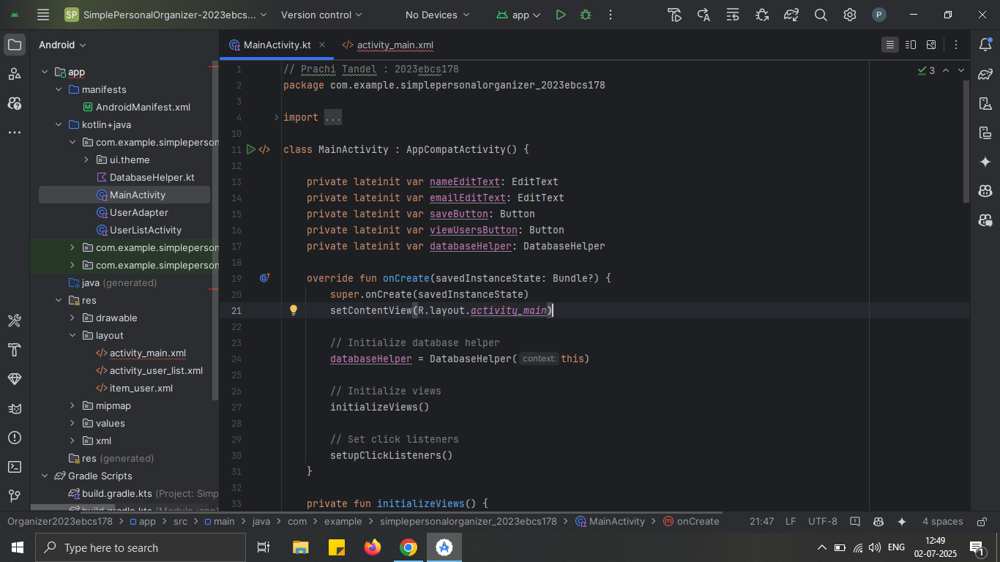 SP SimplePersonalOrganizer-2023ebcs... Version control No Devices app P
Android
MainActivity.kt
activity_main.xml
app
manifests
AndroidManifest.xml
kotlin+java
com.example.simpleperson
ui.theme
DatabaseHelper.kt
MainActivity
UserAdapter
UserListActivity
com.example.simpleperson
com.example.simpleperson
java (generated)
res
drawable
layout
activity_main.xml
activity_user_list.xml
item_user.xml
mipmap
values
xml
res (generated)
Gradle Scripts
build.gradle.kts (Project: Simp
build.gradle.kts (Module :app)
3
1 // Prachi Tandel : 2023ebcs178
2 package com.example.simplepersonalorganizer_2023ebcs178
3
4 import ...
10
11 class MainActivity : AppCompatActivity() {
12
13 private lateinit var nameEditText: EditText
14 private lateinit var emailEditText: EditText
15 private lateinit var saveButton: Button
16 private lateinit var viewUsersButton: Button
17 private lateinit var databaseHelper: DatabaseHelper
18
19 override fun onCreate(savedInstanceState: Bundle?) {
20 super.onCreate(savedInstanceState)
21 setContentView(R.layout.activity_main)
22
23 // Initialize database helper
24 databaseHelper = DatabaseHelper( context: this)
25
26 // Initialize views
27 initializeViews()
28
29 // Set click listeners
30 setupClickListeners()
31 }
32
33 private fun initializeViews() {
Organizer2023ebcs178 > app > src > main > java > com > example > simplepersonalorganizer_2023ebcs178 > MainActivity > onCreate 21:47 LF UTF-8 4 spaces
Type here to search
ENG
12:49
02-07-2025
1